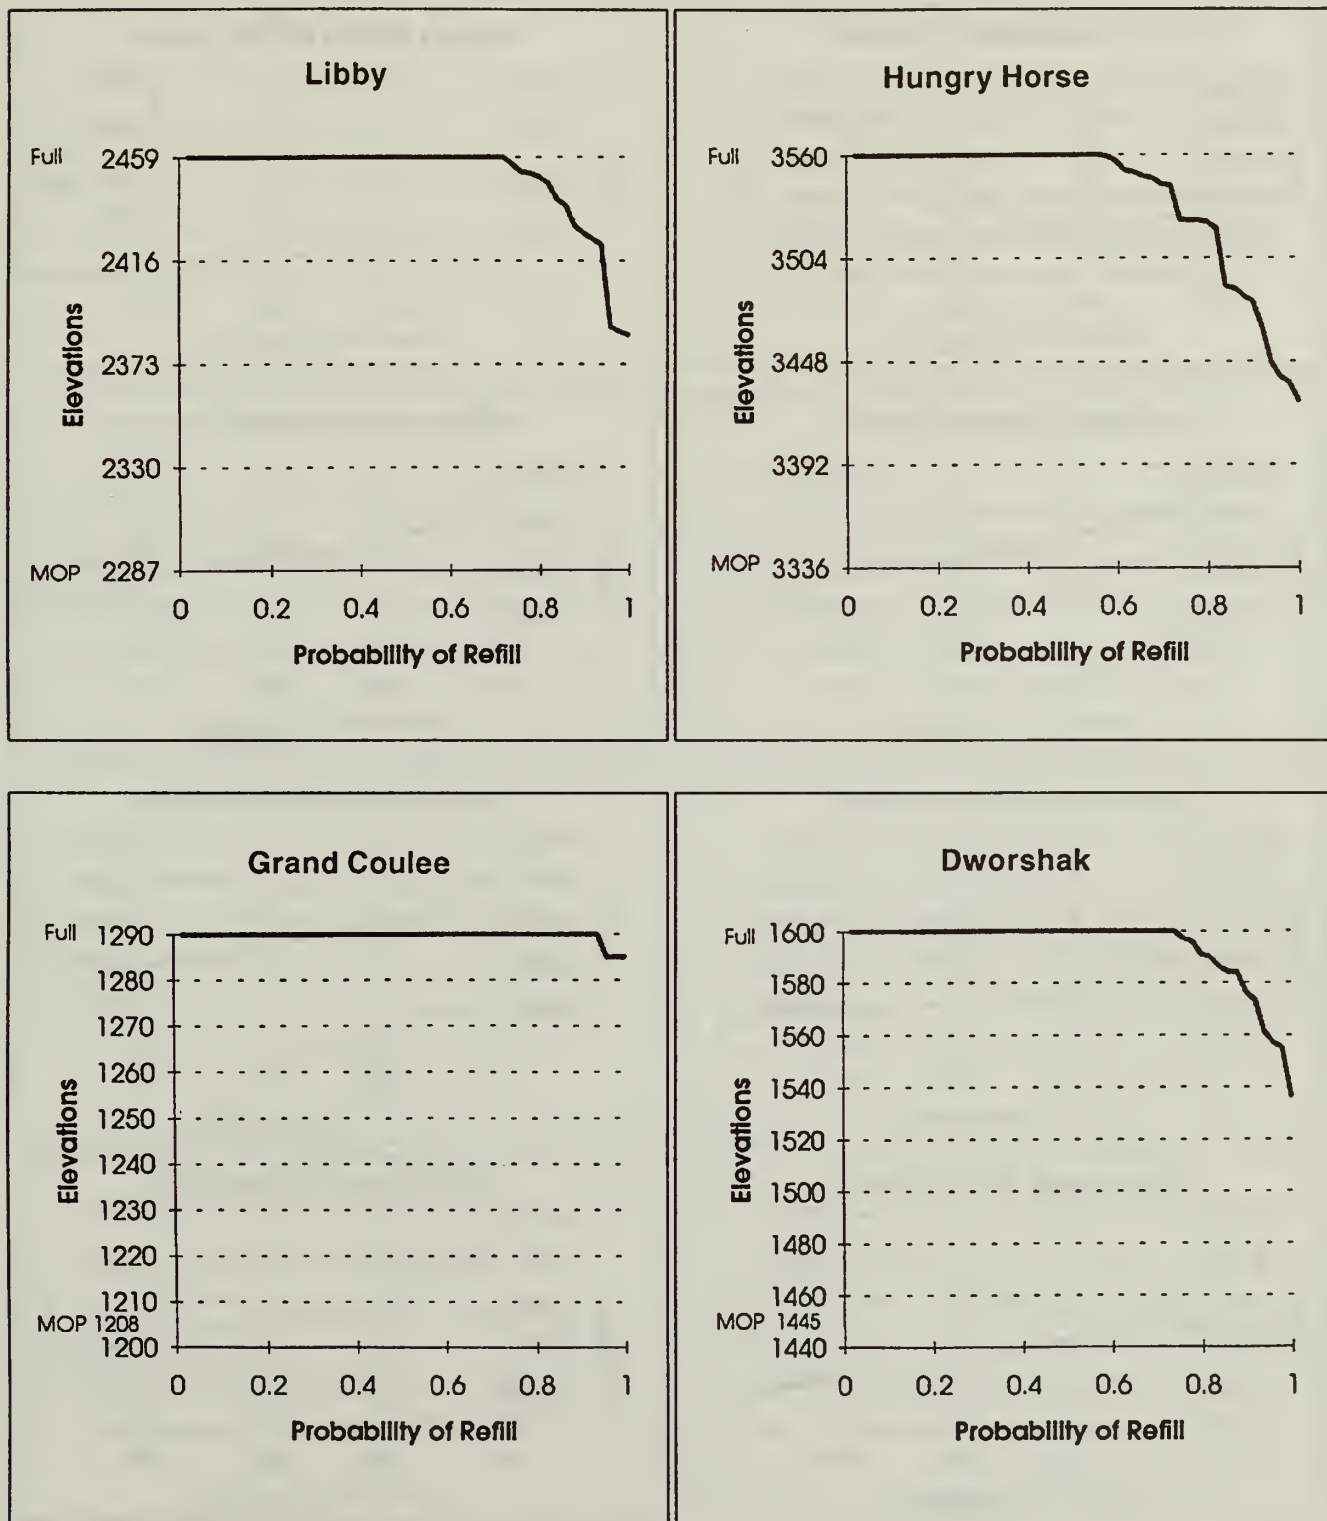 Libby
Full 2459
2416
2373
2330
MOP 2287
Elevations
0 0.2 0.4 0.6 0.8 1
Probability of Refill
Hungry Horse
Full 3560
3504
3448
3392
MOP 3336
Elevations
0 0.2 0.4 0.6 0.8 1
Probability of Refill
Grand Coulee
Full 1290
1280
1270
1260
1250
1240
1230
1220
1210
MOP 1208
1200
Elevations
0 0.2 0.4 0.6 0.8 1
Probability of Refill
Dworshak
Full 1600
1580
1560
1540
1520
1500
1480
1460
MOP 1445
1440
Elevations
0 0.2 0.4 0.6 0.8 1
Probability of Refill